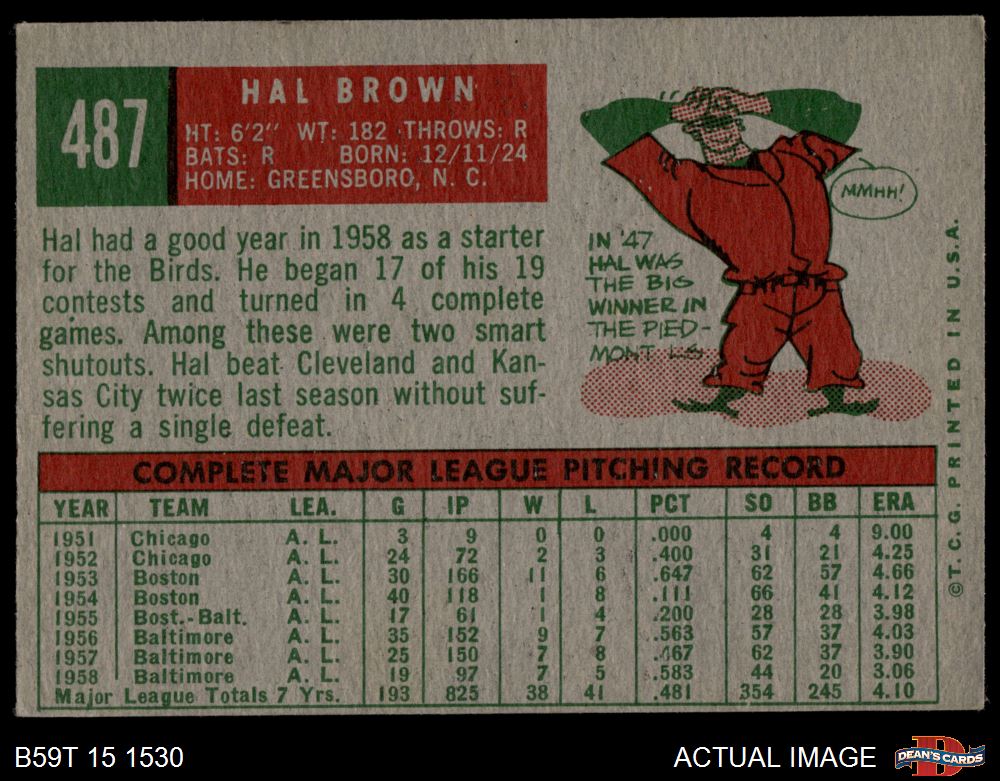 487
HAL BROWN
HT: 6'2" WT: 182 THROWS: R
BATS: R BORN: 12/11/24
HOME: GREENSBORO, N. C.
Hal had a good year in 1958 as a starter
for the Birds. He began 17 of his 19
contests and turned in 4 complete
games. Among these were two smart
shutouts. Hal beat Cleveland and Kan-
sas City twice last season without suf-
fering a single defeat.
MMHH!
IN '47
HAL WAS
THE BIG
WINNER IN
THE PIED-
MONT LG
COMPLETE MAJOR LEAGUE PITCHING RECORD
YEAR TEAM LEA. G IP W L PCT SO BB ERA
1951 Chicago A. L. 3 9 0 0 .000 4 4 9.00
1952 Chicago A. L. 24 72 2 3 .400 31 21 4.25
1953 Boston A. L. 30 166 11 6 .647 62 57 4.66
1954 Boston A. L. 40 118 1 8 .111 66 41 4.12
1955 Bost.-Balt. A. L. 17 61 1 4 .200 28 28 3.98
1956 Baltimore A. L. 35 152 9 7 .563 57 37 4.03
1957 Baltimore A. L. 25 150 7 8 .467 62 37 3.90
1958 Baltimore A. L. 19 97 7 5 .583 44 20 3.06
Major League Totals 7 Yrs. 193 825 38 41 .481 354 245 4.10
©T. C. G. PRINTED IN U.S.A.
B59T 15 1530
ACTUAL IMAGE
D
DEAN'S CARDS